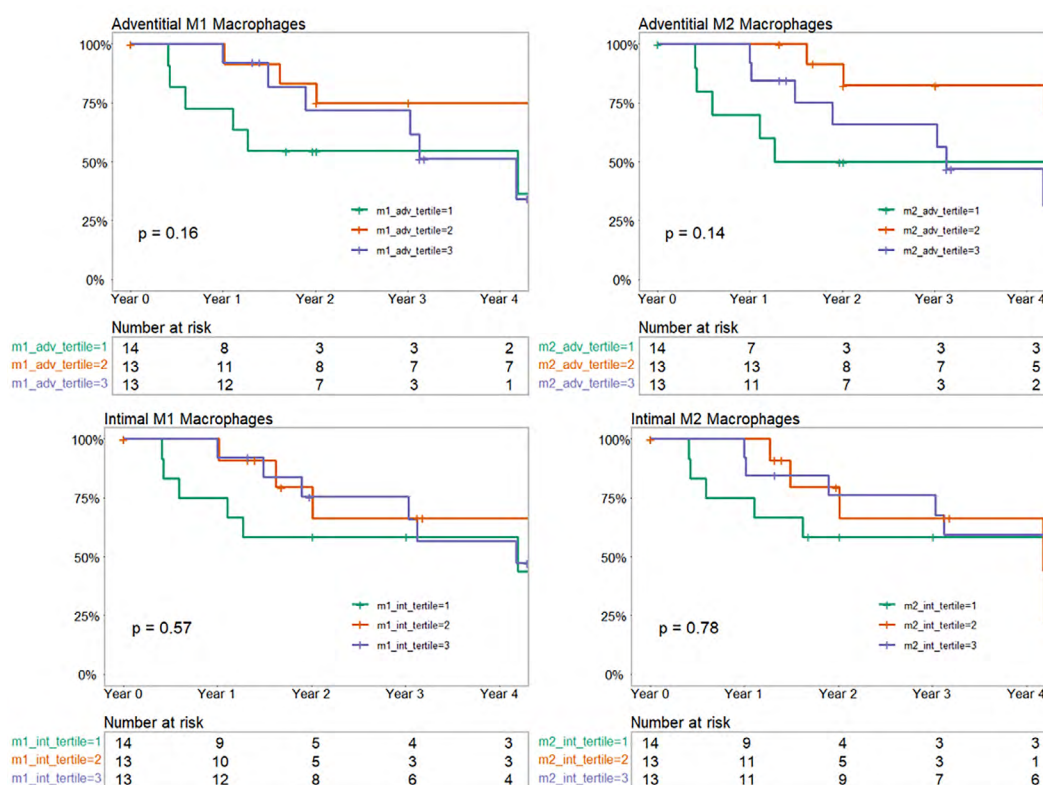 Adventitial M1 Macrophages
100%
75%
50%
25%
0%
m1_adv_tertile=1
m1_adv_tertile=2
m1_adv_tertile=3
p = 0.16
Year 0 Year 1 Year 2 Year 3 Year 4
Number at risk
m1_adv_tertile=1 14 8 3 3 2
m1_adv_tertile=2 13 11 8 7 7
m1_adv_tertile=3 13 12 7 3 1
Adventitial M2 Macrophages
100%
75%
50%
25%
0%
m2_adv_tertile=1
m2_adv_tertile=2
m2_adv_tertile=3
p = 0.14
Year 0 Year 1 Year 2 Year 3 Year 4
Number at risk
m2_adv_tertile=1 14 7 3 3 3
m2_adv_tertile=2 13 13 8 7 5
m2_adv_tertile=3 13 11 7 3 2
Intimal M1 Macrophages
100%
75%
50%
25%
0%
m1_int_tertile=1
m1_int_tertile=2
m1_int_tertile=3
p = 0.57
Year 0 Year 1 Year 2 Year 3 Year 4
Number at risk
m1_int_tertile=1 14 9 5 4 3
m1_int_tertile=2 13 10 5 3 3
m1_int_tertile=3 13 12 8 6 4
Intimal M2 Macrophages
100%
75%
50%
25%
0%
m2_int_tertile=1
m2_int_tertile=2
m2_int_tertile=3
p = 0.78
Year 0 Year 1 Year 2 Year 3 Year 4
Number at risk
m2_int_tertile=1 14 9 4 3 3
m2_int_tertile=2 13 11 5 3 1
m2_int_tertile=3 13 11 9 7 6